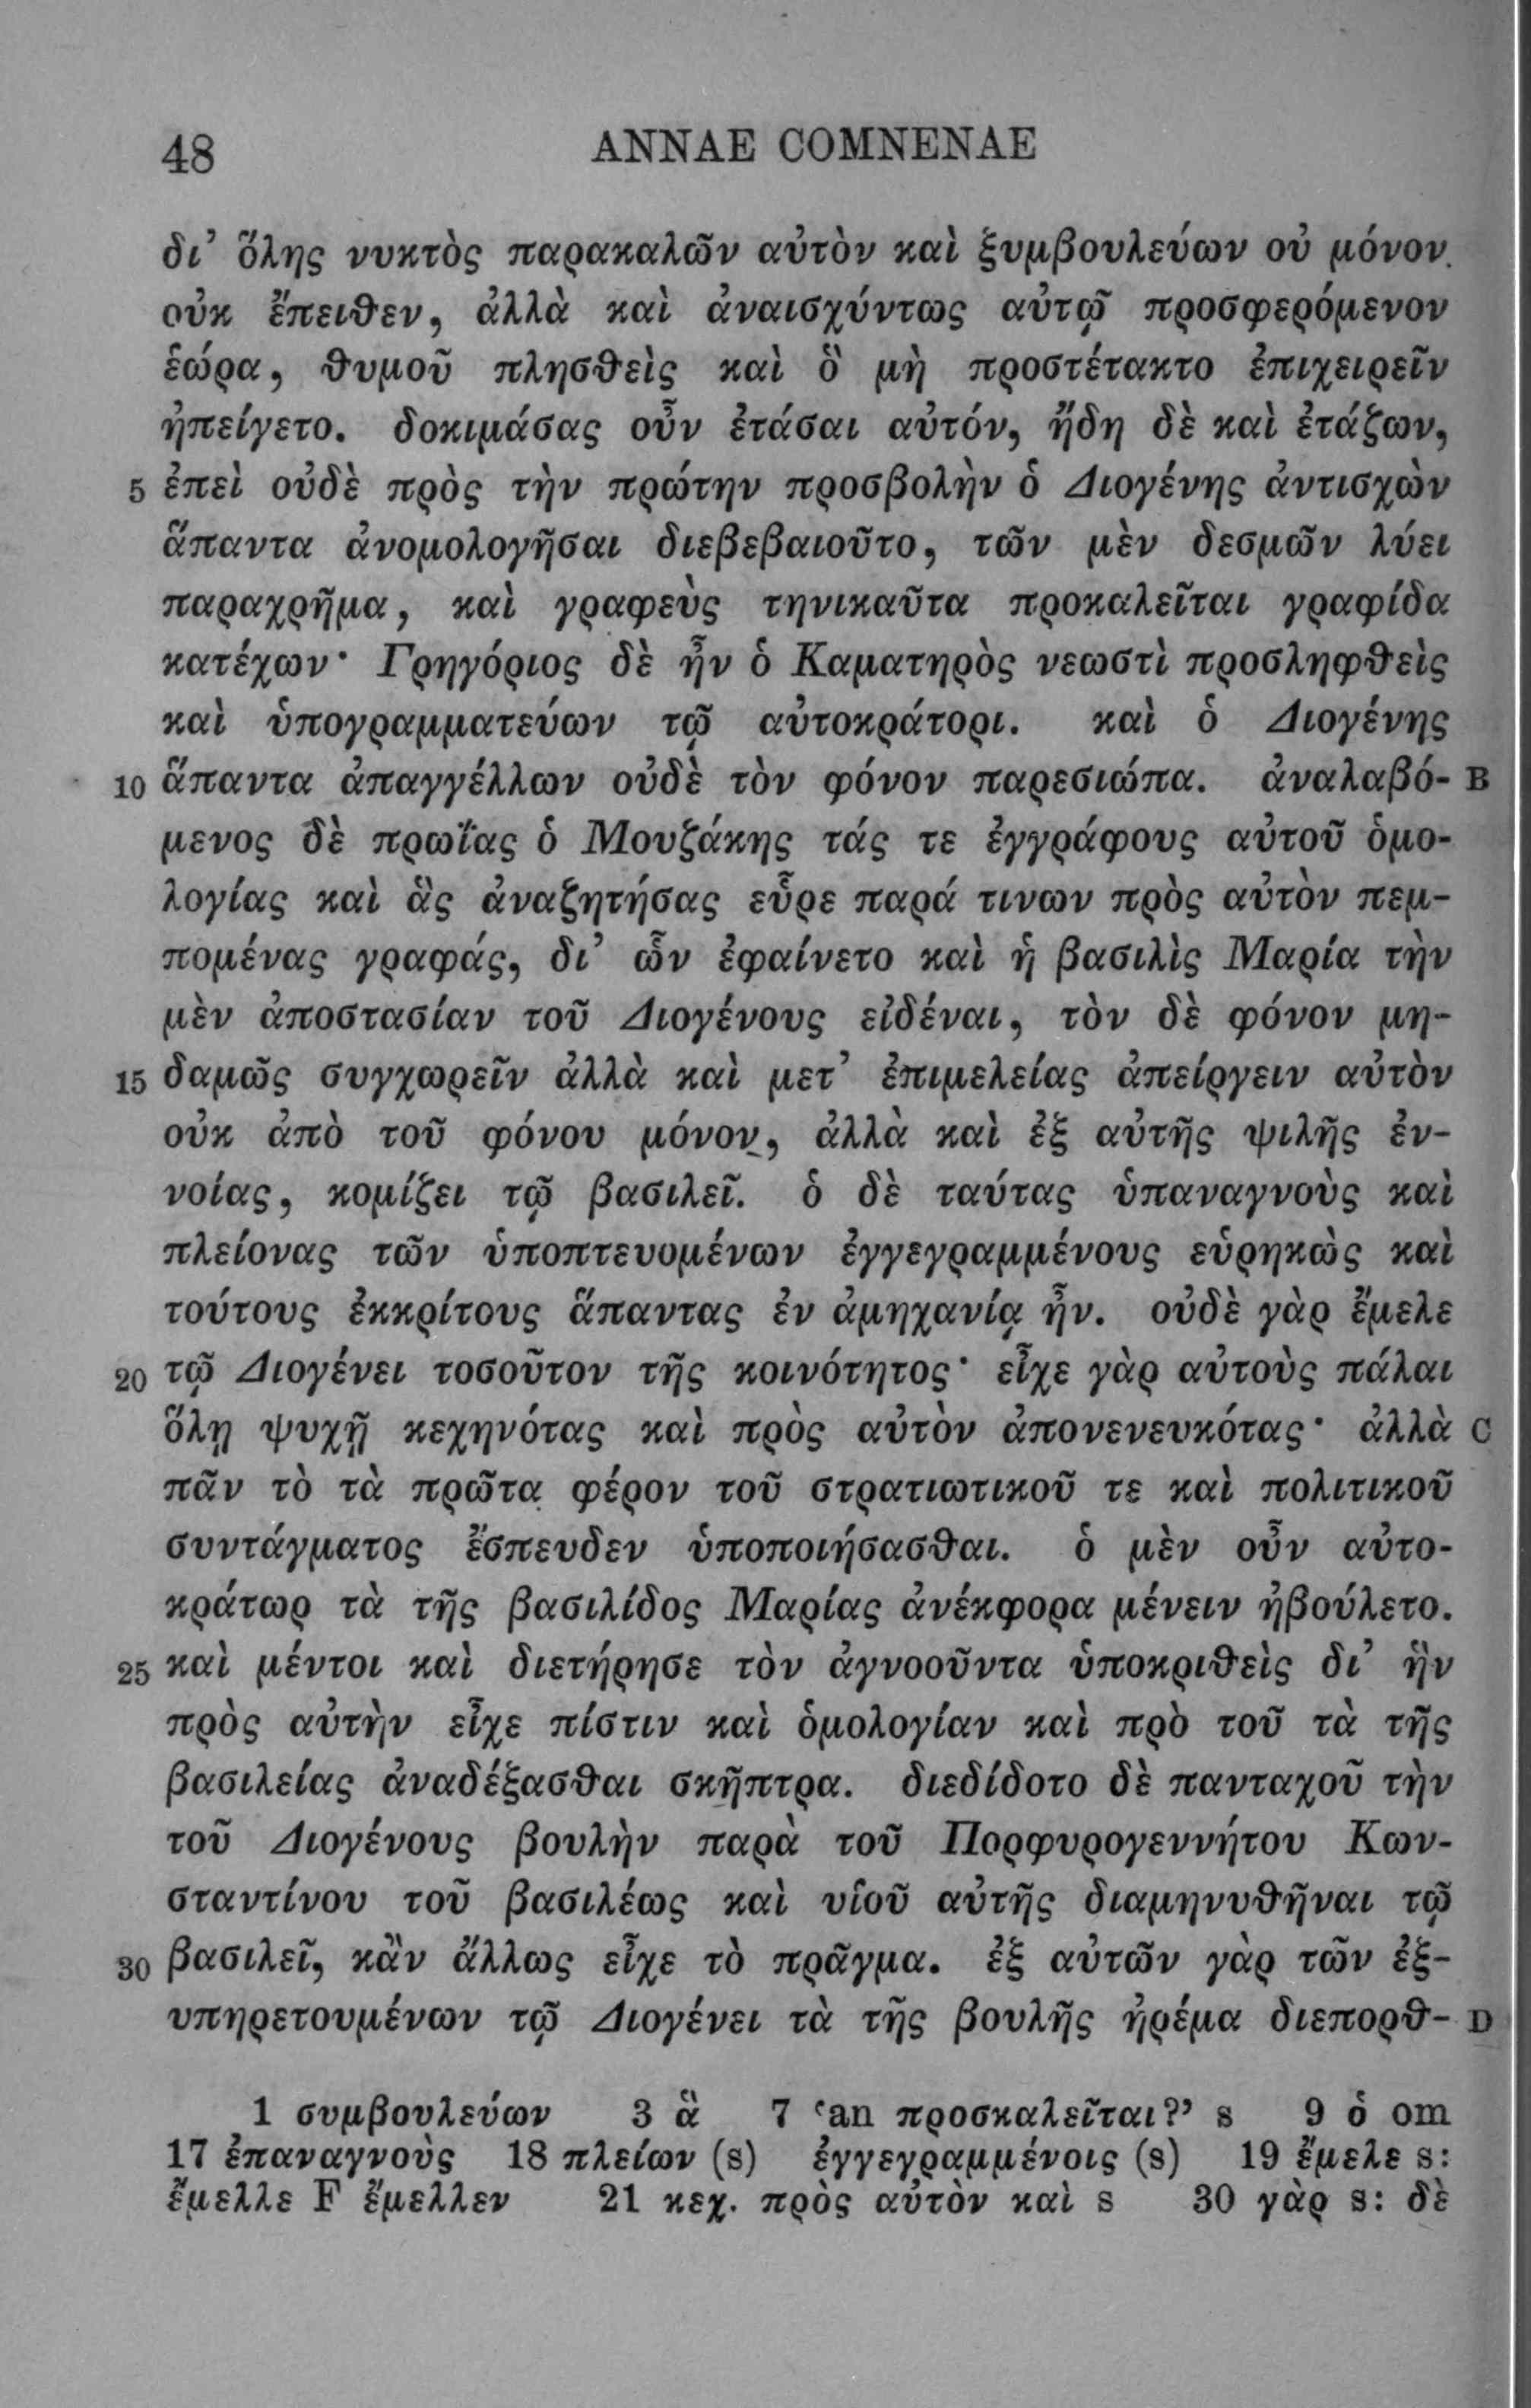 48 ANNAE COMNENAE
δι’ ὅλης νυκτὸς παρακαλῶν αὐτὸν καὶ ξυμβουλεύων οὐ μόνον
οὐκ ἔπειθεν, ἀλλὰ καὶ ἀναισχύντως αὐτῷ προσφερόμενον
ἑώρα, θυμοῦ πλησθεὶς καὶ ὃ μὴ προστέτακτο ἐπιχειρεῖν
ἠπείγετο. δοκιμάσας οὖν ἐτάσαι αὐτόν, ἤδη δὲ καὶ ἐτάζων,
5 ἐπεὶ οὐδὲ πρὸς τὴν πρώτην προσβολὴν ὁ Διογένης ἀντισχὼν
ἅπαντα ἀνομολογῆσαι διεβεβαιοῦτο, τῶν μὲν δεσμῶν λύει
παραχρῆμα, καὶ γραφεὺς τηνικαῦτα προκαλεῖται γραφίδα
κατέχων· Γρηγόριος δὲ ἦν ὁ Καματηρὸς νεωστὶ προσληφθεὶς
καὶ ὑπογραμματεύων τῷ αὐτοκράτορι. καὶ ὁ Διογένης
10 ἅπαντα ἀπαγγέλλων οὐδὲ τὸν φόνον παρεσιώπα. ἀναλαβό- B
μενος δὲ πρωΐας ὁ Μουζάκης τάς τε ἐγγράφους αὐτοῦ ὁμο-
λογίας καὶ ἃς ἀναζητήσας εὗρε παρά τινων πρὸς αὐτὸν πεμ-
πομένας γραφάς, δι’ ὧν ἐφαίνετο καὶ ἡ βασιλὶς Μαρία τὴν
μὲν ἀποστασίαν τοῦ Διογένους εἰδέναι, τὸν δὲ φόνον μη-
15 δαμῶς συγχωρεῖν ἀλλὰ καὶ μετ’ ἐπιμελείας ἀπείργειν αὐτὸν
οὐκ ἀπὸ τοῦ φόνου μόνον, ἀλλὰ καὶ ἐξ αὐτῆς ψιλῆς ἐν-
νοίας, κομίζει τῷ βασιλεῖ. ὁ δὲ ταύτας ὑπαναγνοὺς καὶ
πλείονας τῶν ὑποπτευομένων ἐγγεγραμμένους εὑρηκὼς καὶ
τούτους ἐκκρίτους ἅπαντας ἐν ἀμηχανίᾳ ἦν. οὐδὲ γὰρ ἔμελε
20 τῷ Διογένει τοσοῦτον τῆς κοινότητος· εἶχε γὰρ αὐτοὺς πάλαι
ὅλῃ ψυχῇ κεχηνότας καὶ πρὸς αὐτὸν ἀπονενευκότας· ἀλλὰ C
πᾶν τὸ τὰ πρῶτα φέρον τοῦ στρατιωτικοῦ τε καὶ πολιτικοῦ
συντάγματος ἔσπευδεν ὑποποιήσασθαι. ὁ μὲν οὖν αὐτο-
κράτωρ τὰ τῆς βασιλίδος Μαρίας ἀνέκφορα μένειν ἠβούλετο.
25 καὶ μέντοι καὶ διετήρησε τὸν ἀγνοοῦντα ὑποκριθεὶς δι’ ἣν
πρὸς αὐτὴν εἶχε πίστιν καὶ ὁμολογίαν καὶ πρὸ τοῦ τὰ τῆς
βασιλείας ἀναδέξασθαι σκῆπτρα. διεδίδοτο δὲ πανταχοῦ τὴν
τοῦ Διογένους βουλὴν παρὰ τοῦ Πορφυρογεννήτου Κων-
σταντίνου τοῦ βασιλέως καὶ υἱοῦ αὐτῆς διαμηνυθῆναι τῷ
30 βασιλεῖ, κἂν ἄλλως εἶχε τὸ πρᾶγμα. ἐξ αὐτῶν γὰρ τῶν ἐξ-
υπηρετουμένων τῷ Διογένει τὰ τῆς βουλῆς ἠρέμα διεπορθ- D
1 συμβουλεύων 3 ἃ 7 ‘an προσκαλεῖται?’ s 9 ὁ om
17 ἐπαναγνοὺς 18 πλείων (s) ἐγγεγραμμένοις (s) 19 ἔμελε s:
ἔμελλε F ἔμελλεν 21 κεχ. πρὸς αὐτὸν καὶ s 30 γὰρ s: δὲ